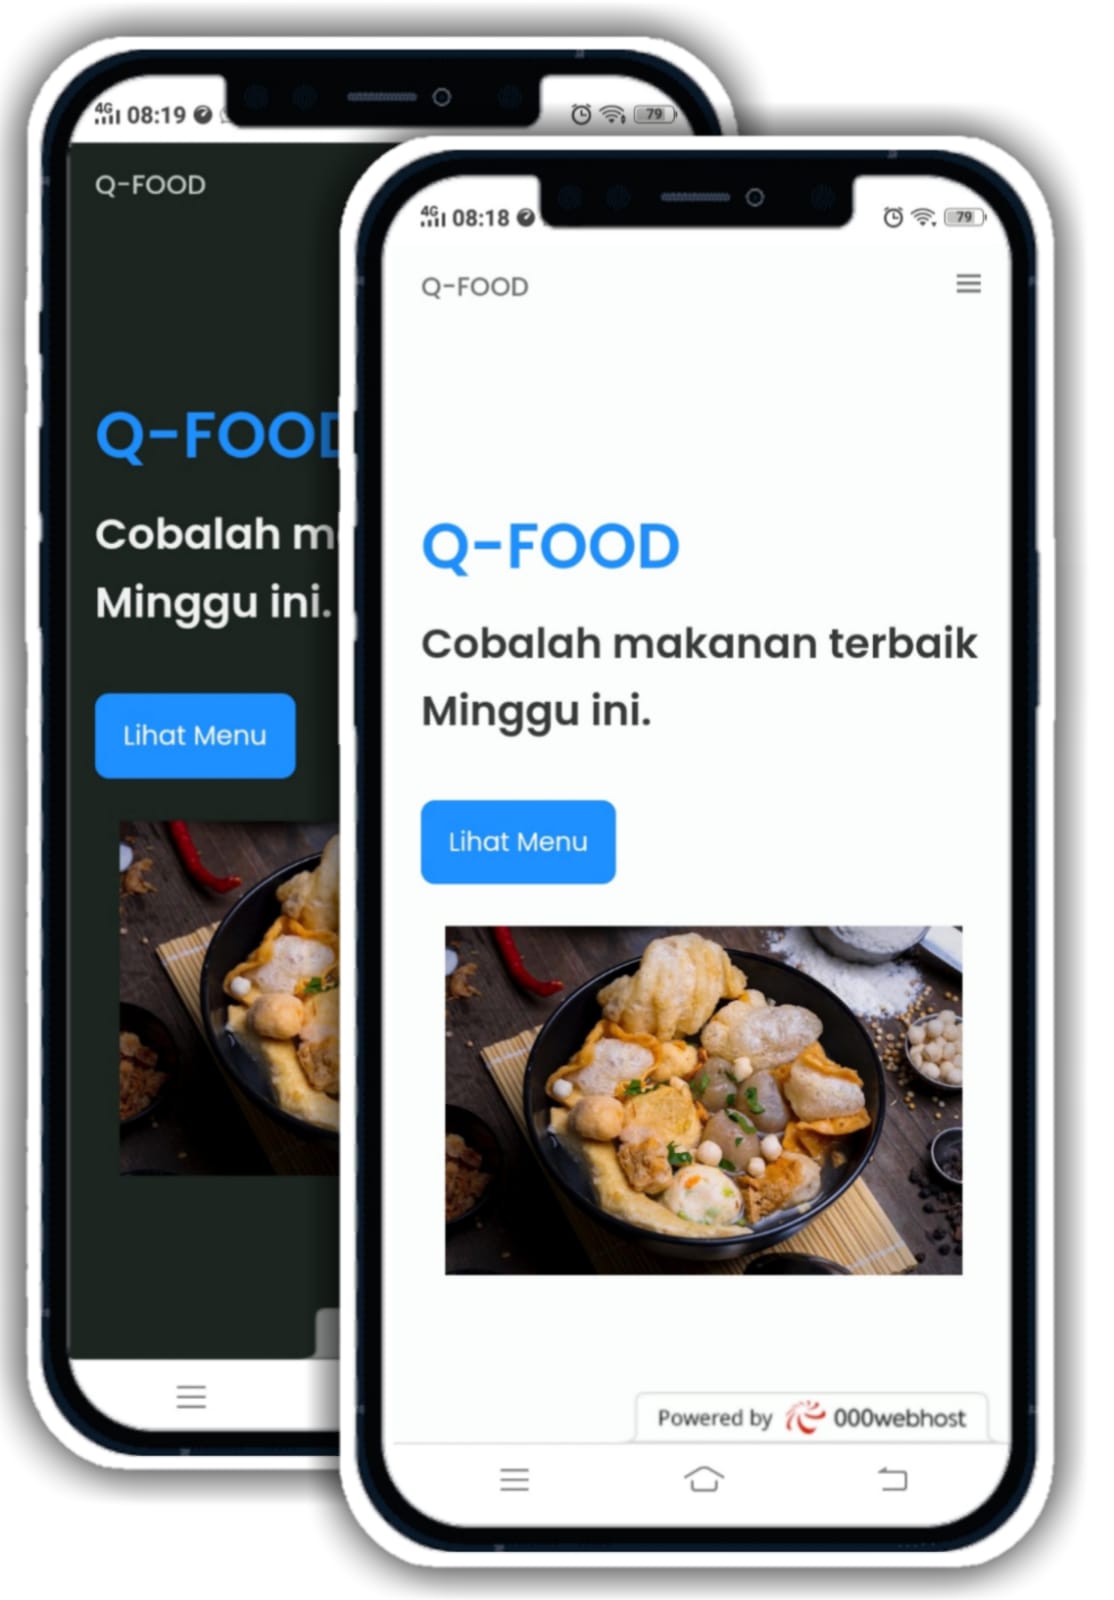 4G 08:19
79
Q-FOOD
Q-FOOD
Cobalah m
Minggu ini.
Lihat Menu
4G 08:18
79
Q-FOOD
Q-FOOD
Cobalah makanan terbaik
Minggu ini.
Lihat Menu
Powered by 000webhost